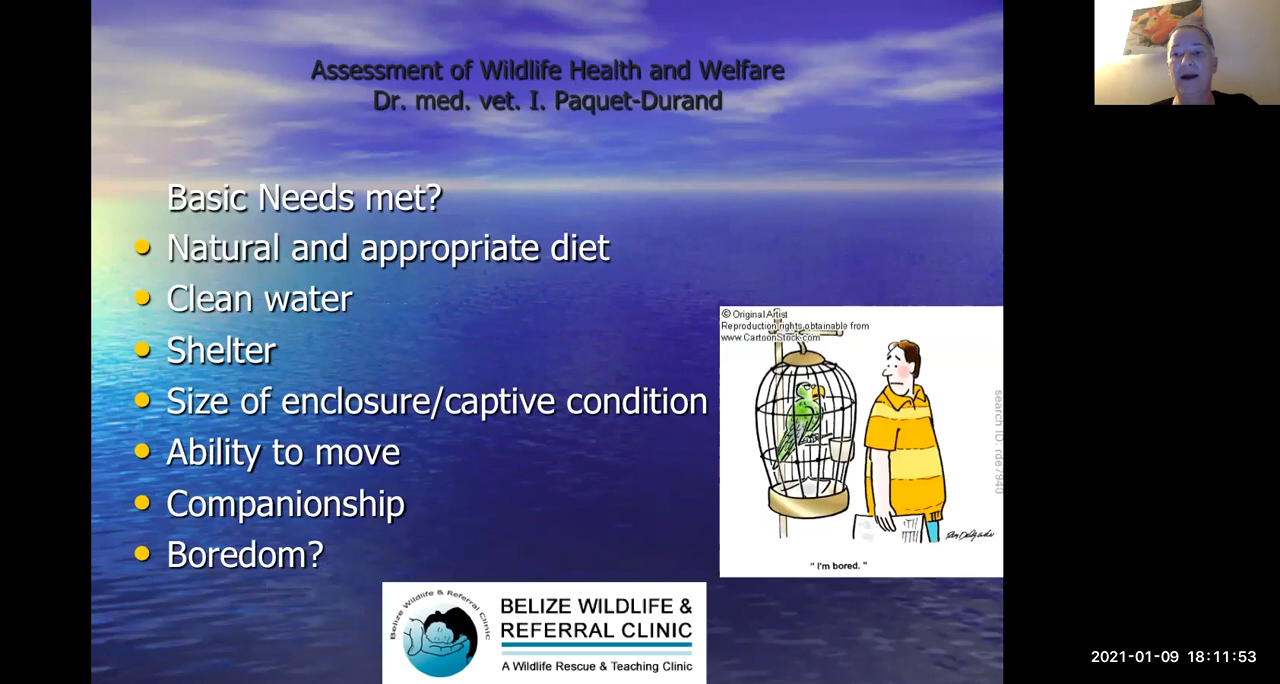 Assessment of Wildlife Health and Welfare
Dr. med. vet. I. Paquet-Durand
Basic Needs met?
Natural and appropriate diet
Clean water
Shelter
Size of enclosure/captive condition
Ability to move
Companionship
Boredom?
© Original Artist
Reproduction rights obtainable from
www.CartoonStock.com
search ID: rde7940
"I'm bored."
Belize Wildlife & Referral Clinic
BELIZE WILDLIFE &
REFERRAL CLINIC
A Wildlife Rescue & Teaching Clinic
2021-01-09 18:11:53